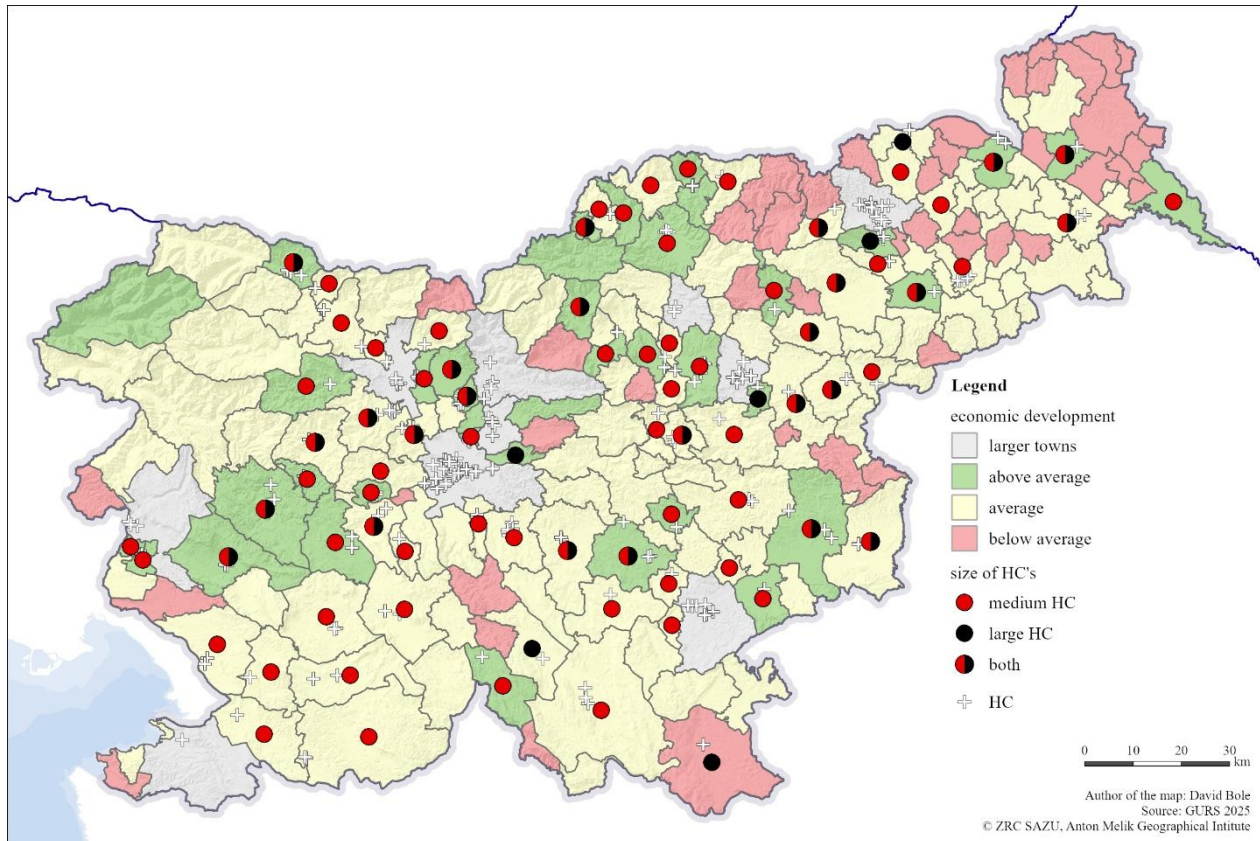 Legend
economic development
larger towns
above average
average
below average
size of HC's
medium HC
large HC
both
HC
0 10 20 30
km
Author of the map: David Bole
Source: GURS 2025
© ZRC SAZU, Anton Melik Geographical Intitute